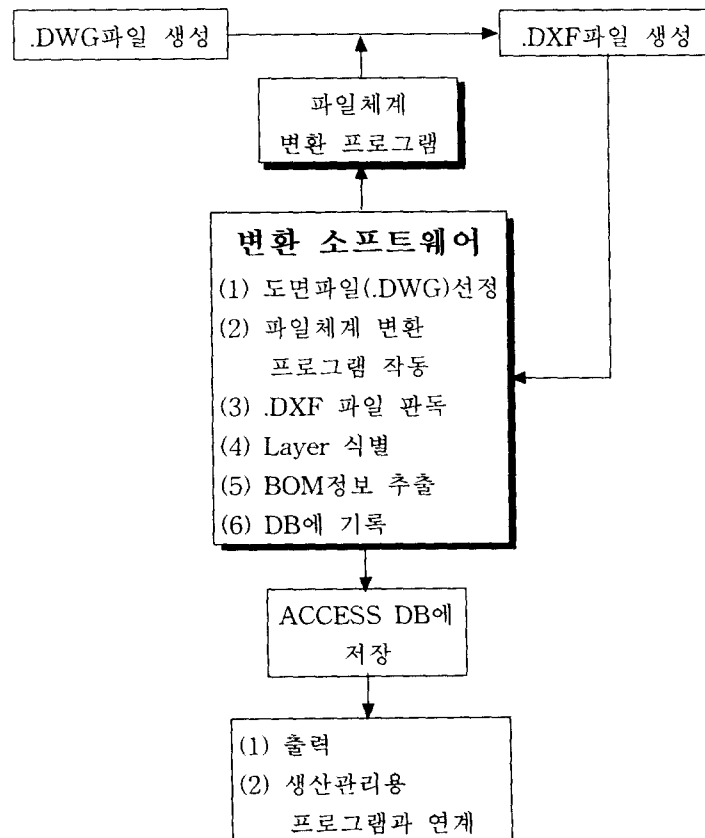 .DWG파일 생성
.DXF파일 생성
파일체계
변환 프로그램
변환 소프트웨어
(1) 도면파일(.DWG)선정
(2) 파일체계 변환
프로그램 작동
(3) .DXF 파일 판독
(4) Layer 식별
(5) BOM정보 추출
(6) DB에 기록
ACCESS DB에
저장
(1) 출력
(2) 생산관리용
프로그램과 연계